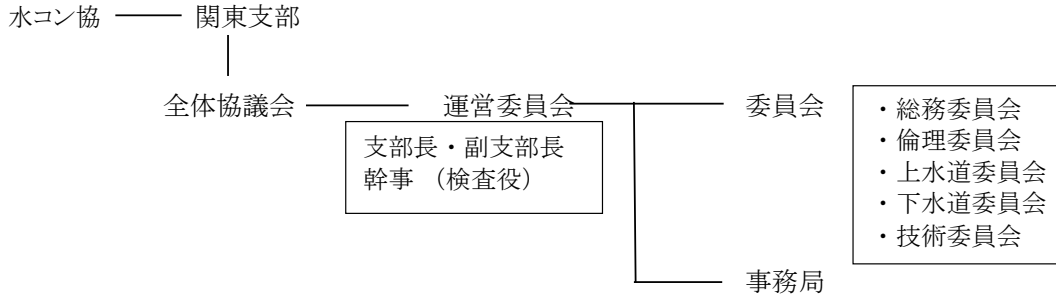 水コン協 関東支部
全体協議会 運営委員会 委員会
支部長・副支部長
幹事 （検査役）
・総務委員会
・倫理委員会
・上水道委員会
・下水道委員会
・技術委員会
事務局